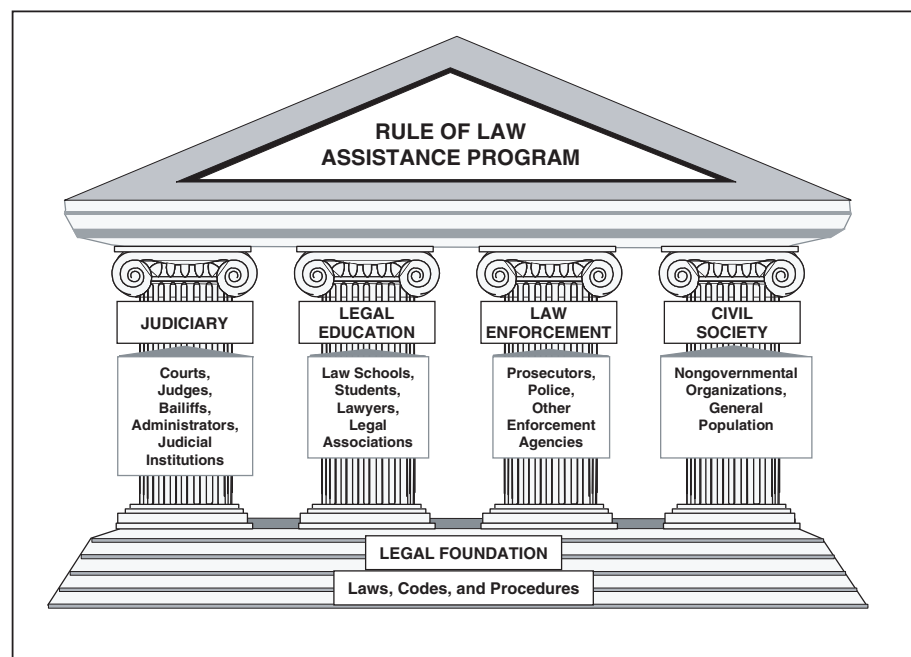 RULE OF LAW
ASSISTANCE PROGRAM
JUDICIARY
Courts,
Judges,
Bailiffs,
Administrators,
Judicial
Institutions
LEGAL
EDUCATION
Law Schools,
Students,
Lawyers,
Legal
Associations
LAW
ENFORCEMENT
Prosecutors,
Police,
Other
Enforcement
Agencies
CIVIL
SOCIETY
Nongovernmental
Organizations,
General
Population
LEGAL FOUNDATION
Laws, Codes, and Procedures